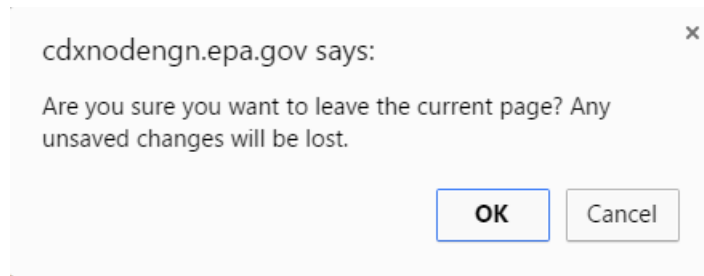 cdxnodengn.epa.gov says:
Are you sure you want to leave the current page? Any
unsaved changes will be lost.
OK Cancel